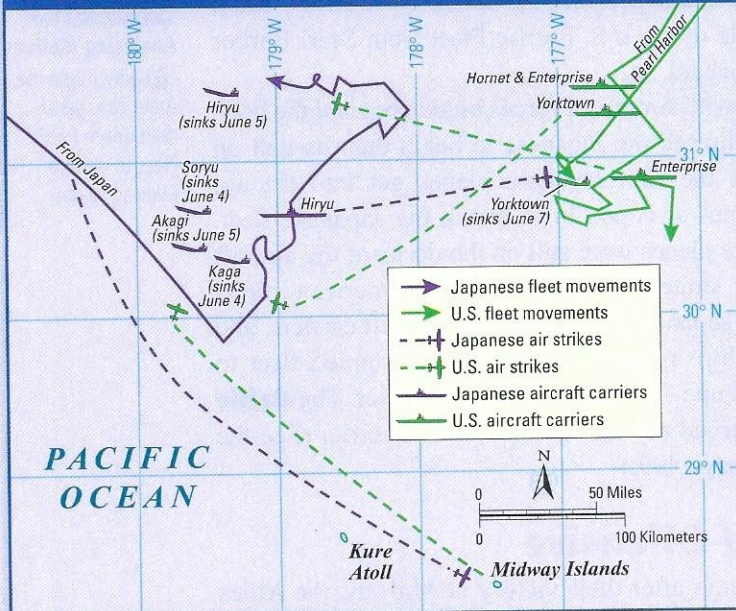 180° W
179° W
178° W
177° W
From
Pearl Harbor
Hornet & Enterprise
Yorktown
Hiryu
(sinks June 5)
31° N
From Japan
Soryu
(sinks
June 4)
Enterprise
Akagi
(sinks June 5)
Hiryu
Yorktown
(sinks June 7)
Kaga
(sinks
June 4)
30° N
Japanese fleet movements
U.S. fleet movements
Japanese air strikes
U.S. air strikes
Japanese aircraft carriers
U.S. aircraft carriers
PACIFIC
OCEAN
N
29° N
0 50 Miles
0 100 Kilometers
Kure
Atoll
Midway Islands